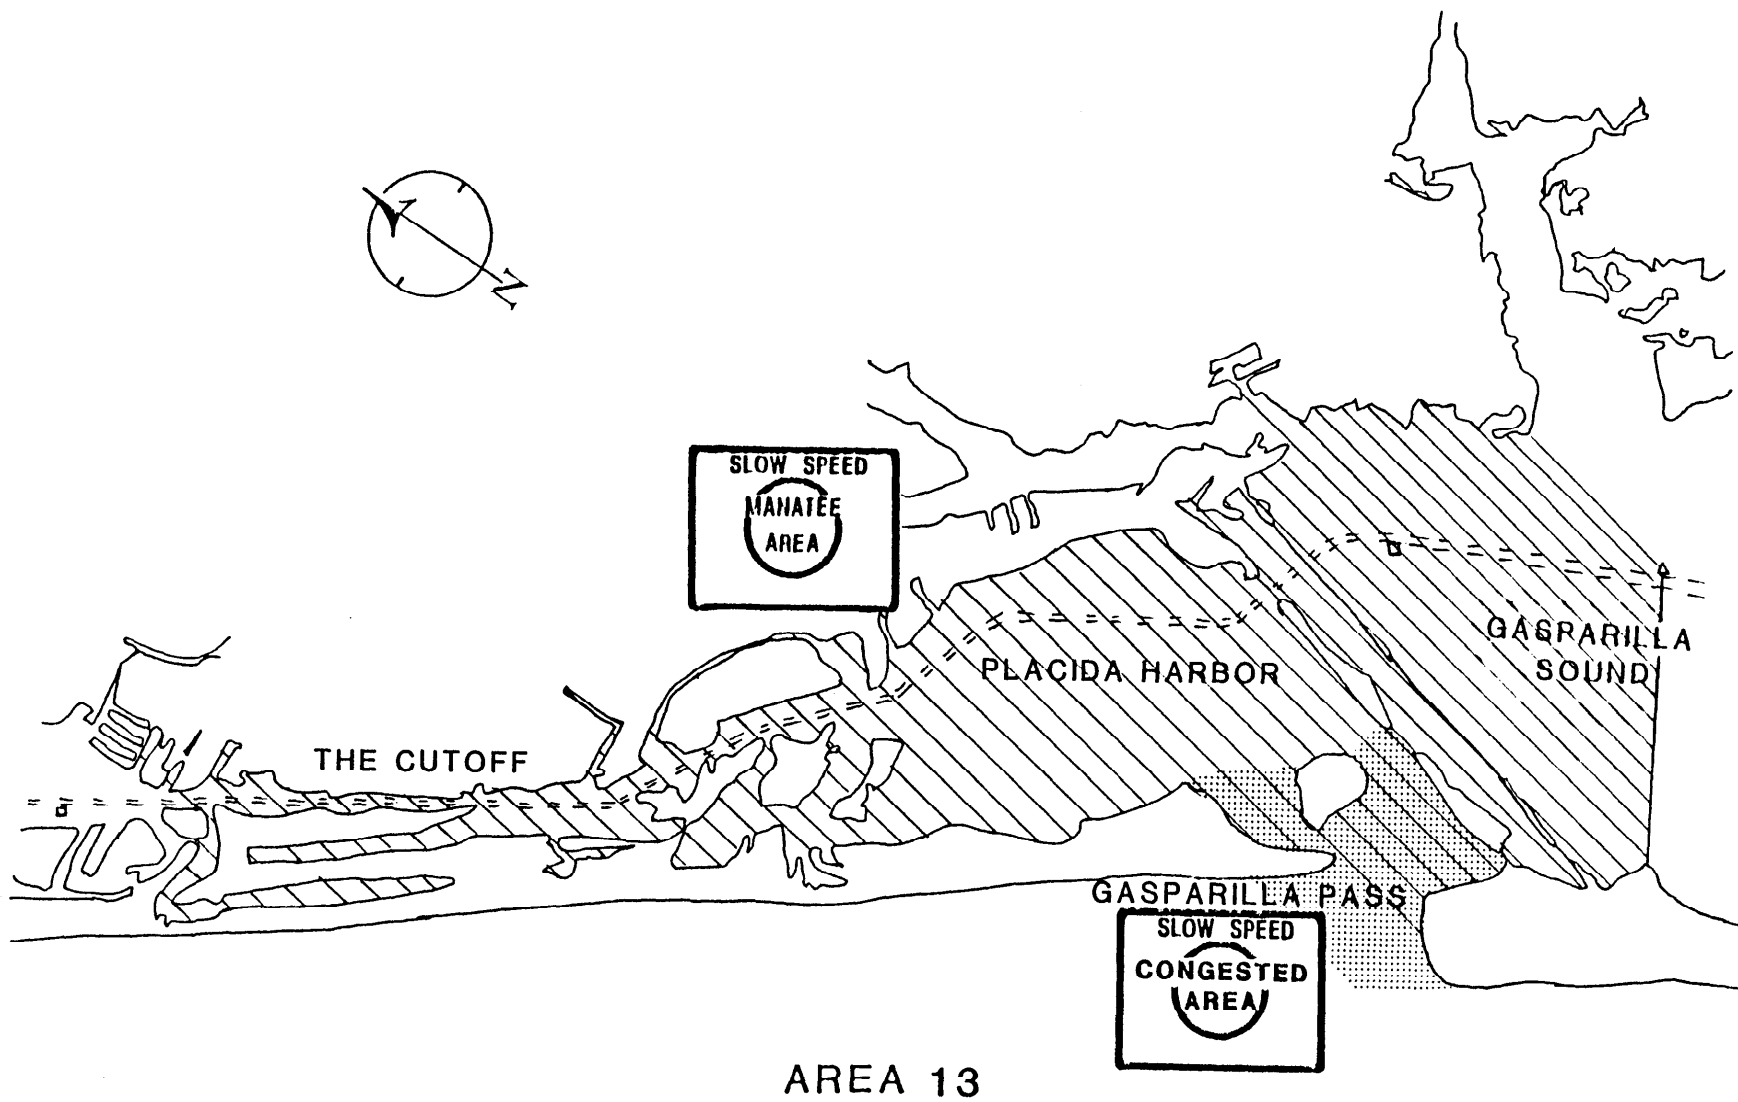 N
SLOW SPEED
MANATEE
AREA
THE CUTOFF
PLACIDA HARBOR
GASPARILLA
SOUND
GASPARILLA PASS
SLOW SPEED
CONGESTED
AREA
AREA 13